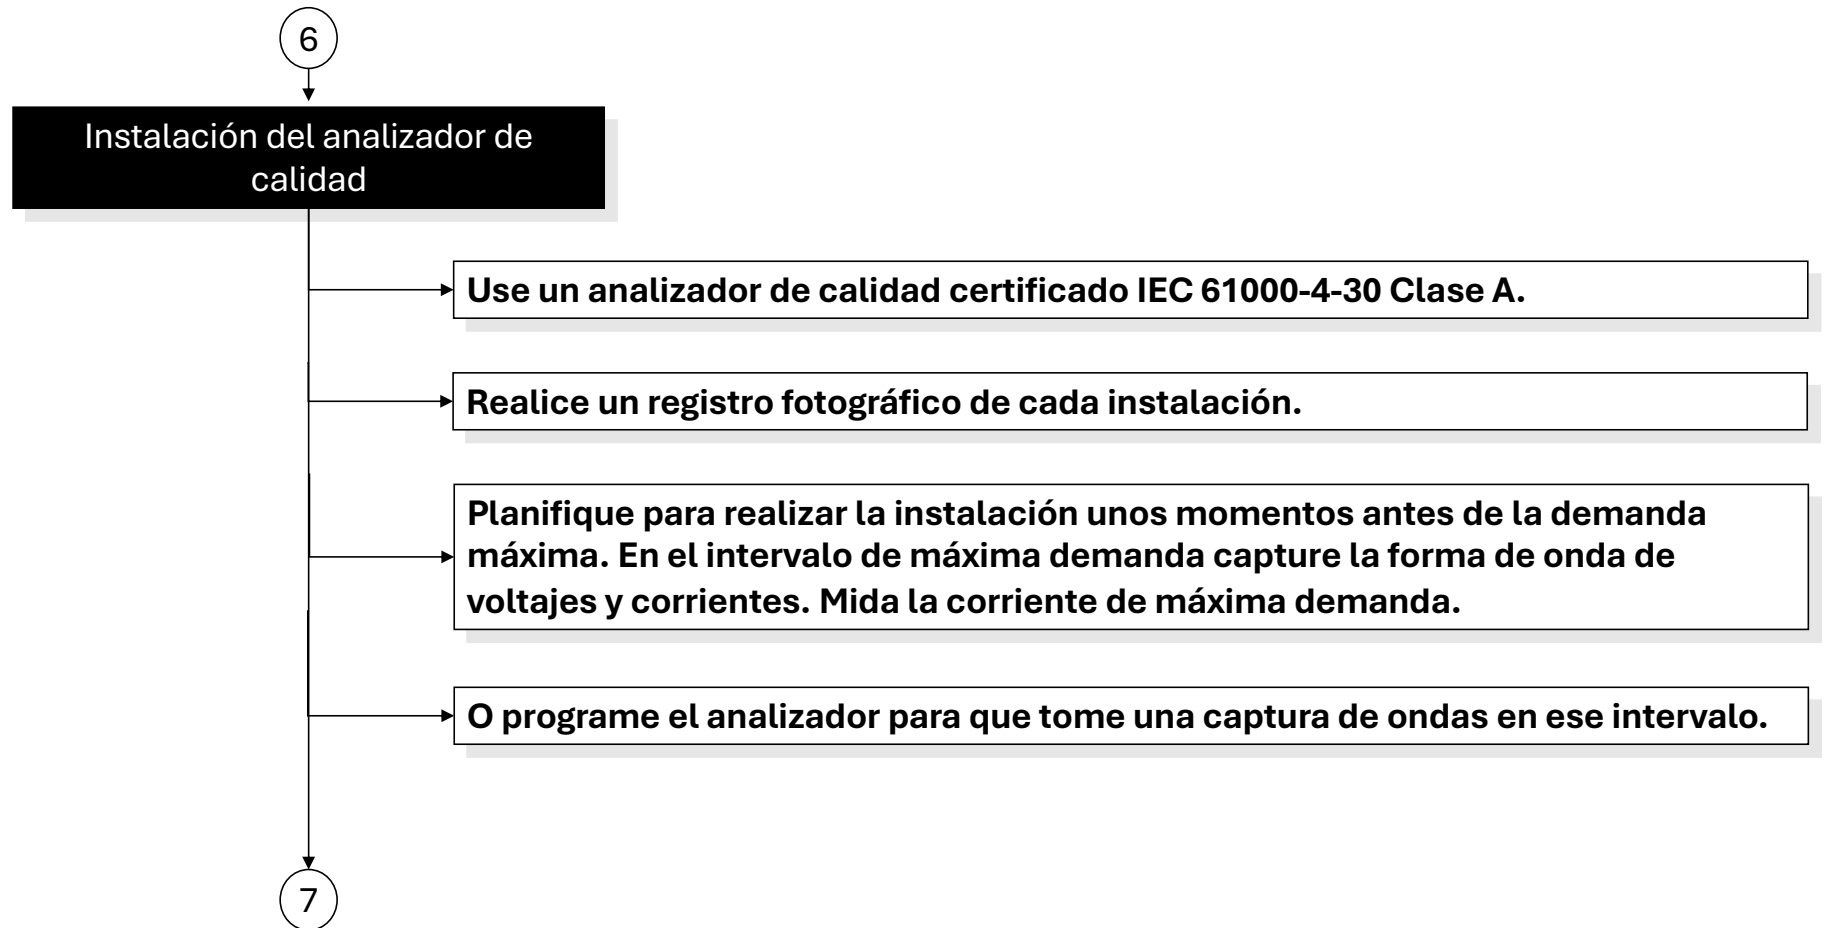 6
Instalación del analizador de
calidad
Use un analizador de calidad certificado IEC 61000-4-30 Clase A.
Realice un registro fotográfico de cada instalación.
Planifique para realizar la instalación unos momentos antes de la demanda
máxima. En el intervalo de máxima demanda capture la forma de onda de
voltajes y corrientes. Mida la corriente de máxima demanda.
O programe el analizador para que tome una captura de ondas en ese intervalo.
7